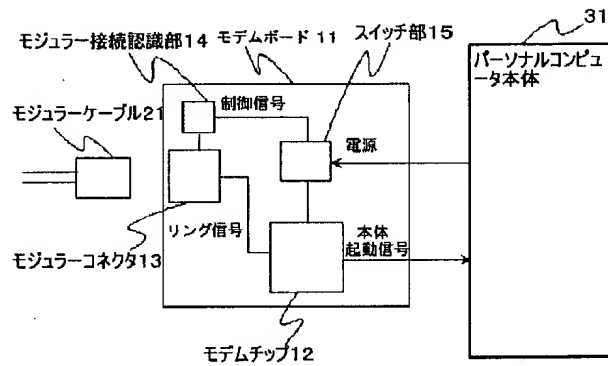 31
モジュラー接続認識部14
モデムボード 11
スイッチ部15
パーソナルコンピュ
ータ本体
モジュラーケーブル21
制御信号
電源
リング信号
本体
起動信号
モジュラーコネクタ13
モデムチップ12